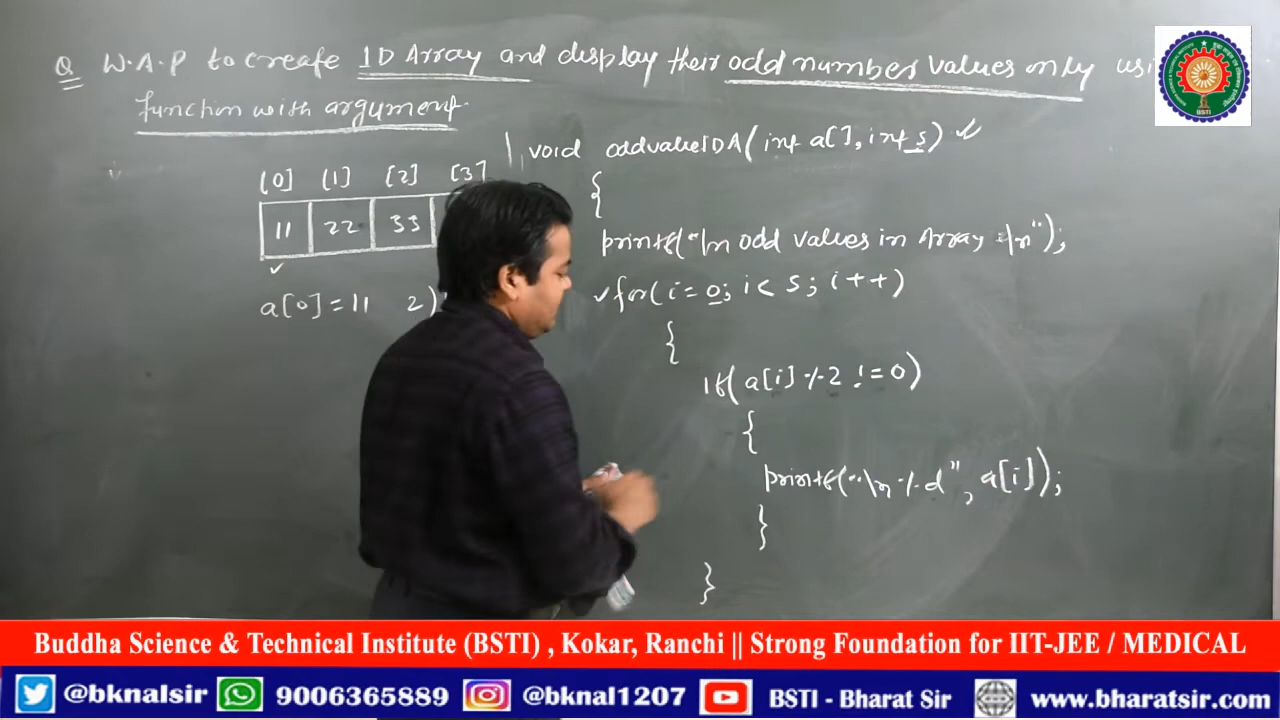 Q W.A.P to create 1D Array and display their odd number values only
function with argument.
[0] [1] [2] [3]
11 22 33
a[0]=11 2)
void oddvalue1DA(int a[], int s)
{
printf("\n odd values in Array :\n");
for(i=0; i<s; i++)
{
if(a[i]%2 !=0)
{
printf("\n%d", a[i]);
}
}
BSTI
Buddha Science & Technical Institute (BSTI) , Kokar, Ranchi || Strong Foundation for IIT-JEE / MEDICAL
@bknalsir 9006365889 @bknal1207 BSTI - Bharat Sir www.bharatsir.com